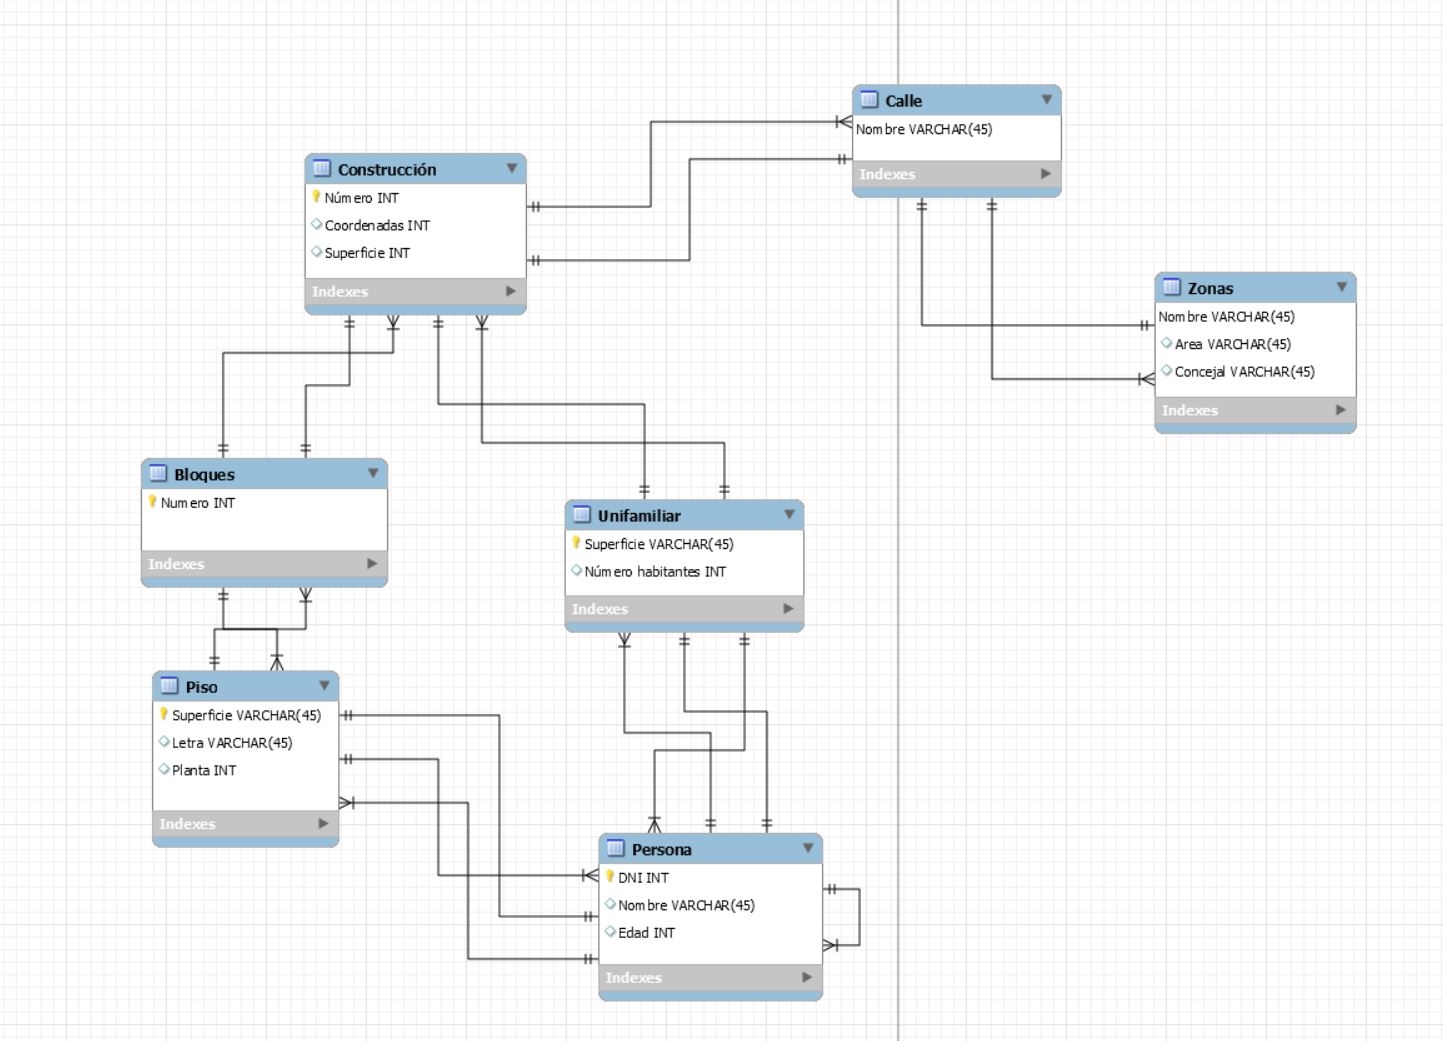 Calle
Nombre VARCHAR(45)
Indexes
Construcción
Número INT
Coordenadas INT
Superficie INT
Indexes
Zonas
Nombre VARCHAR(45)
Area VARCHAR(45)
Concejal VARCHAR(45)
Indexes
Bloques
Numero INT
Indexes
Unifamiliar
Superficie VARCHAR(45)
Número habitantes INT
Indexes
Piso
Superficie VARCHAR(45)
Letra VARCHAR(45)
Planta INT
Indexes
Persona
DNI INT
Nombre VARCHAR(45)
Edad INT
Indexes